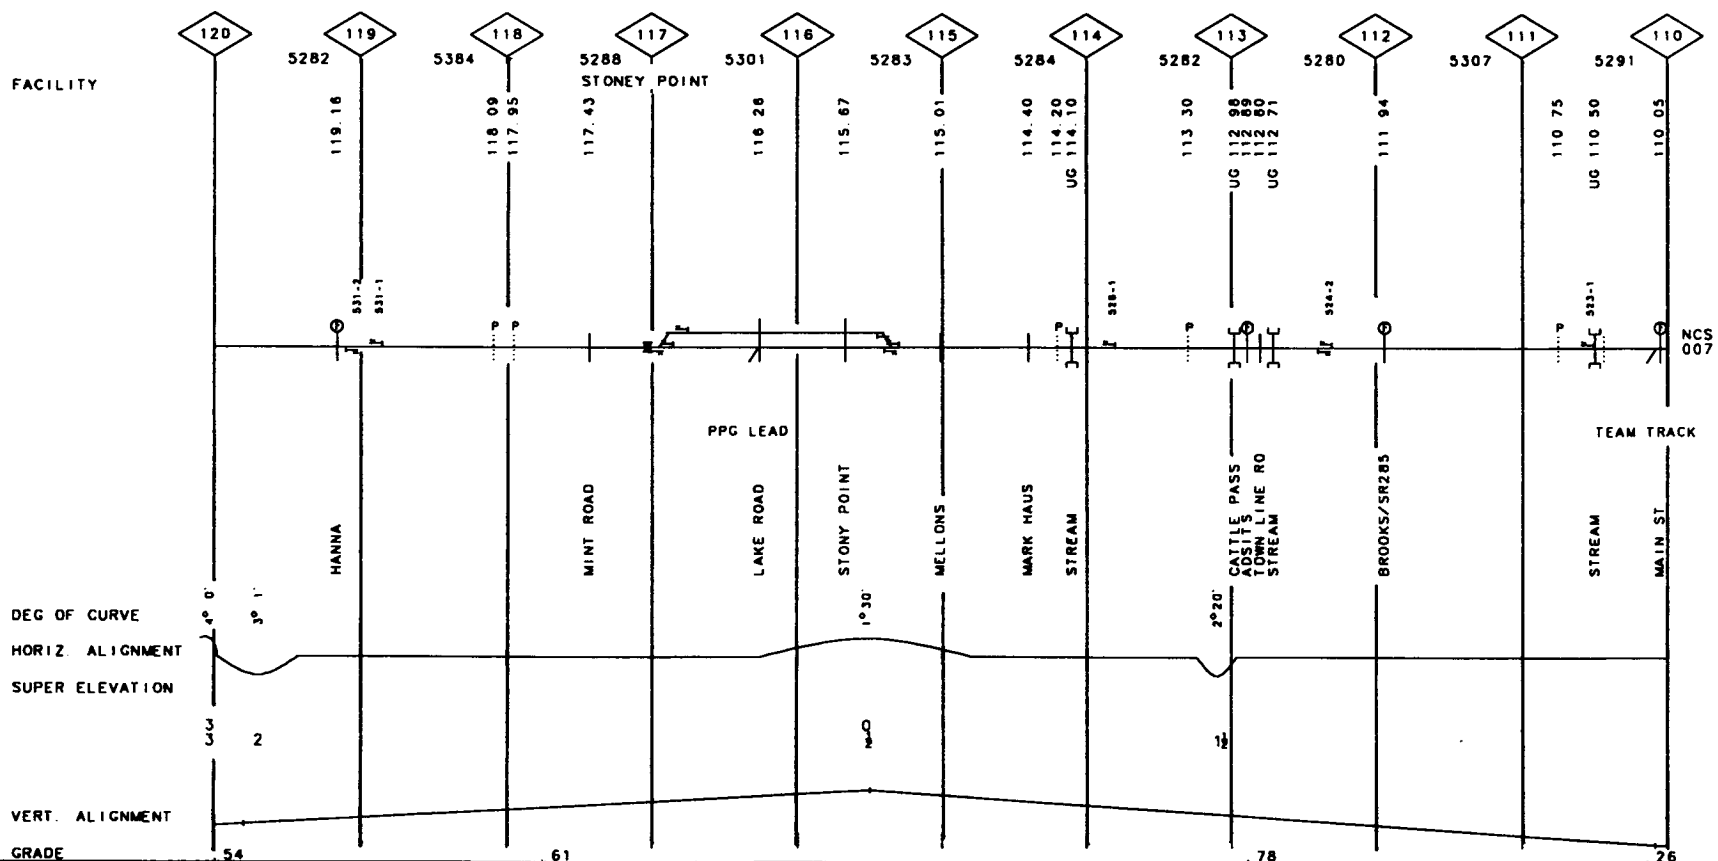 120 119 118 117 116 115 114 113 112 111 110
5282 5384 5288 5301 5283 5284 5282 5280 5307 5291
FACILITY
STONEY POINT
119.16
118 09
117.95
117.43
116 28
115.67
115.01
114.40
114.20
UG 114.10
113 30
UG 112 98
112 89
112 80
UG 112 71
111 94
110 75
UG 110 50
110 05
531-2
531-1
528-1
524-2
523-1
P P P P P P P P P
NCS
007
PPG LEAD
TEAM TRACK
HANNA
MINT ROAD
LAKE ROAD
STONY POINT
MELLONS
MARK HAUS
STREAM
CATTLE PASS
ADSITS
TOWN LINE RD
STREAM
BROOKS/SR285
STREAM
MAIN ST
DEG OF CURVE
4° 0'
3° 1'
1°30'
2°20'
HORIZ. ALIGNMENT
SUPER ELEVATION
3
3 2 1½
VERT. ALIGNMENT
GRADE
.54 .61 .78 .26